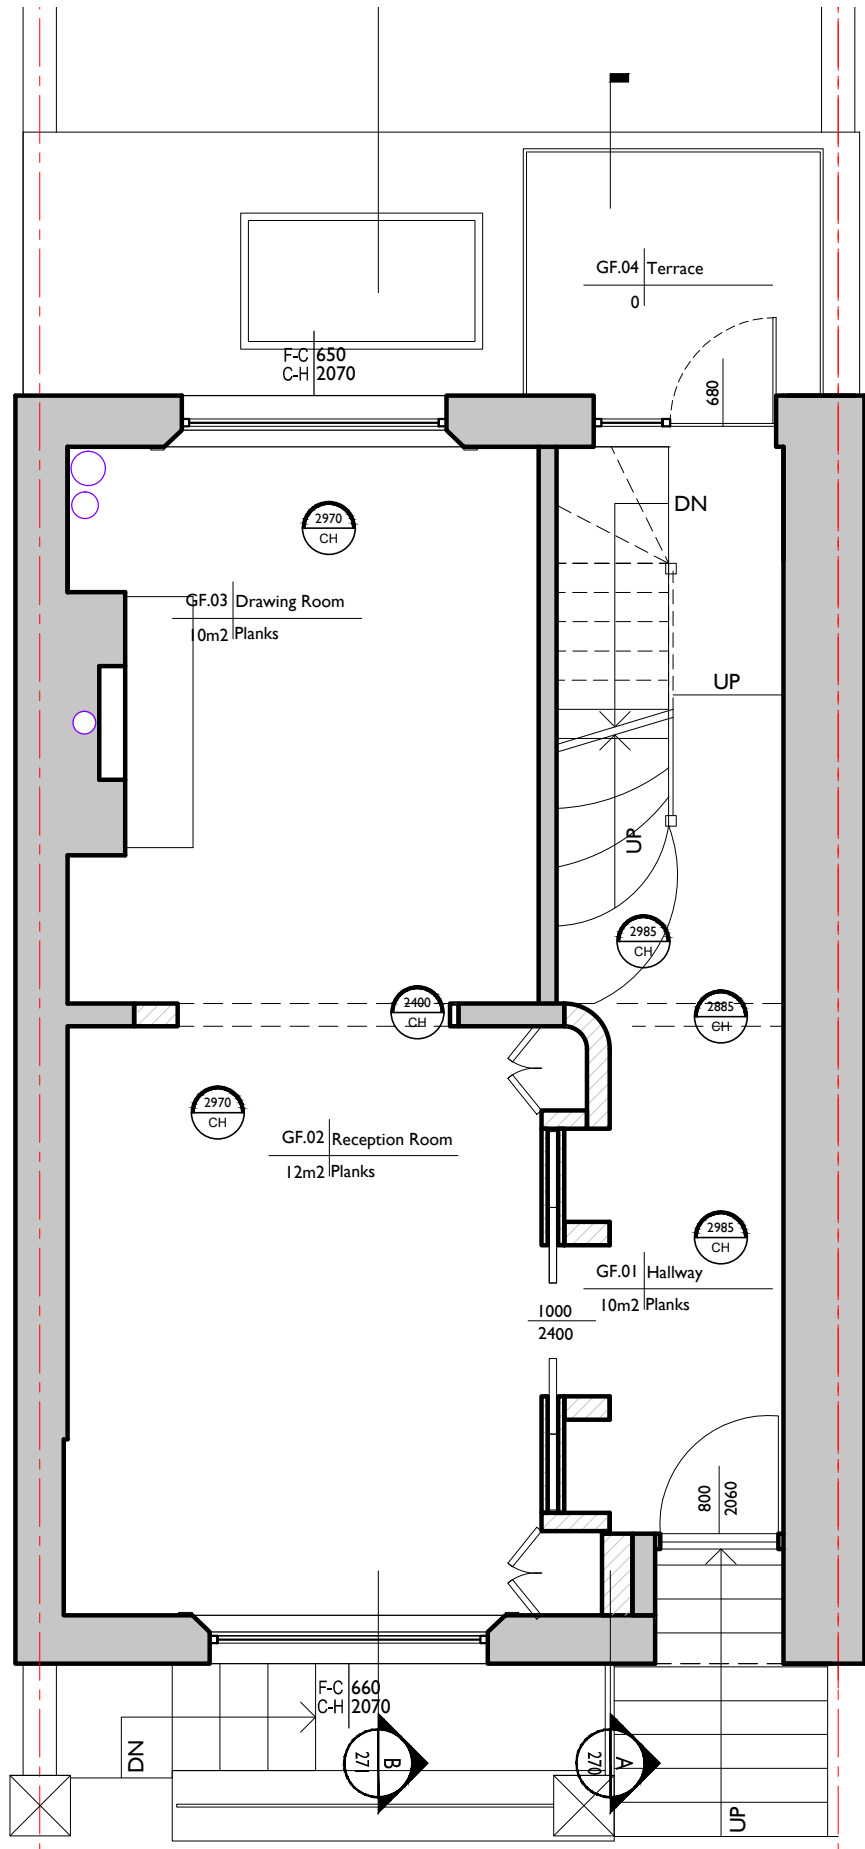 GF.04 Terrace
0
F-C 650
C-H 2070
680
2970
CH
DN
GF.03 Drawing Room
10m2 Planks
UP
UP
2985
CH
2400
CH
2885
CH
2970
CH
GF.02 Reception Room
12m2 Planks
2985
CH
GF.01 Hallway
10m2 Planks
1000
2400
800
2060
F-C 660
C-H 2070
DN
B
271
A
270
UP